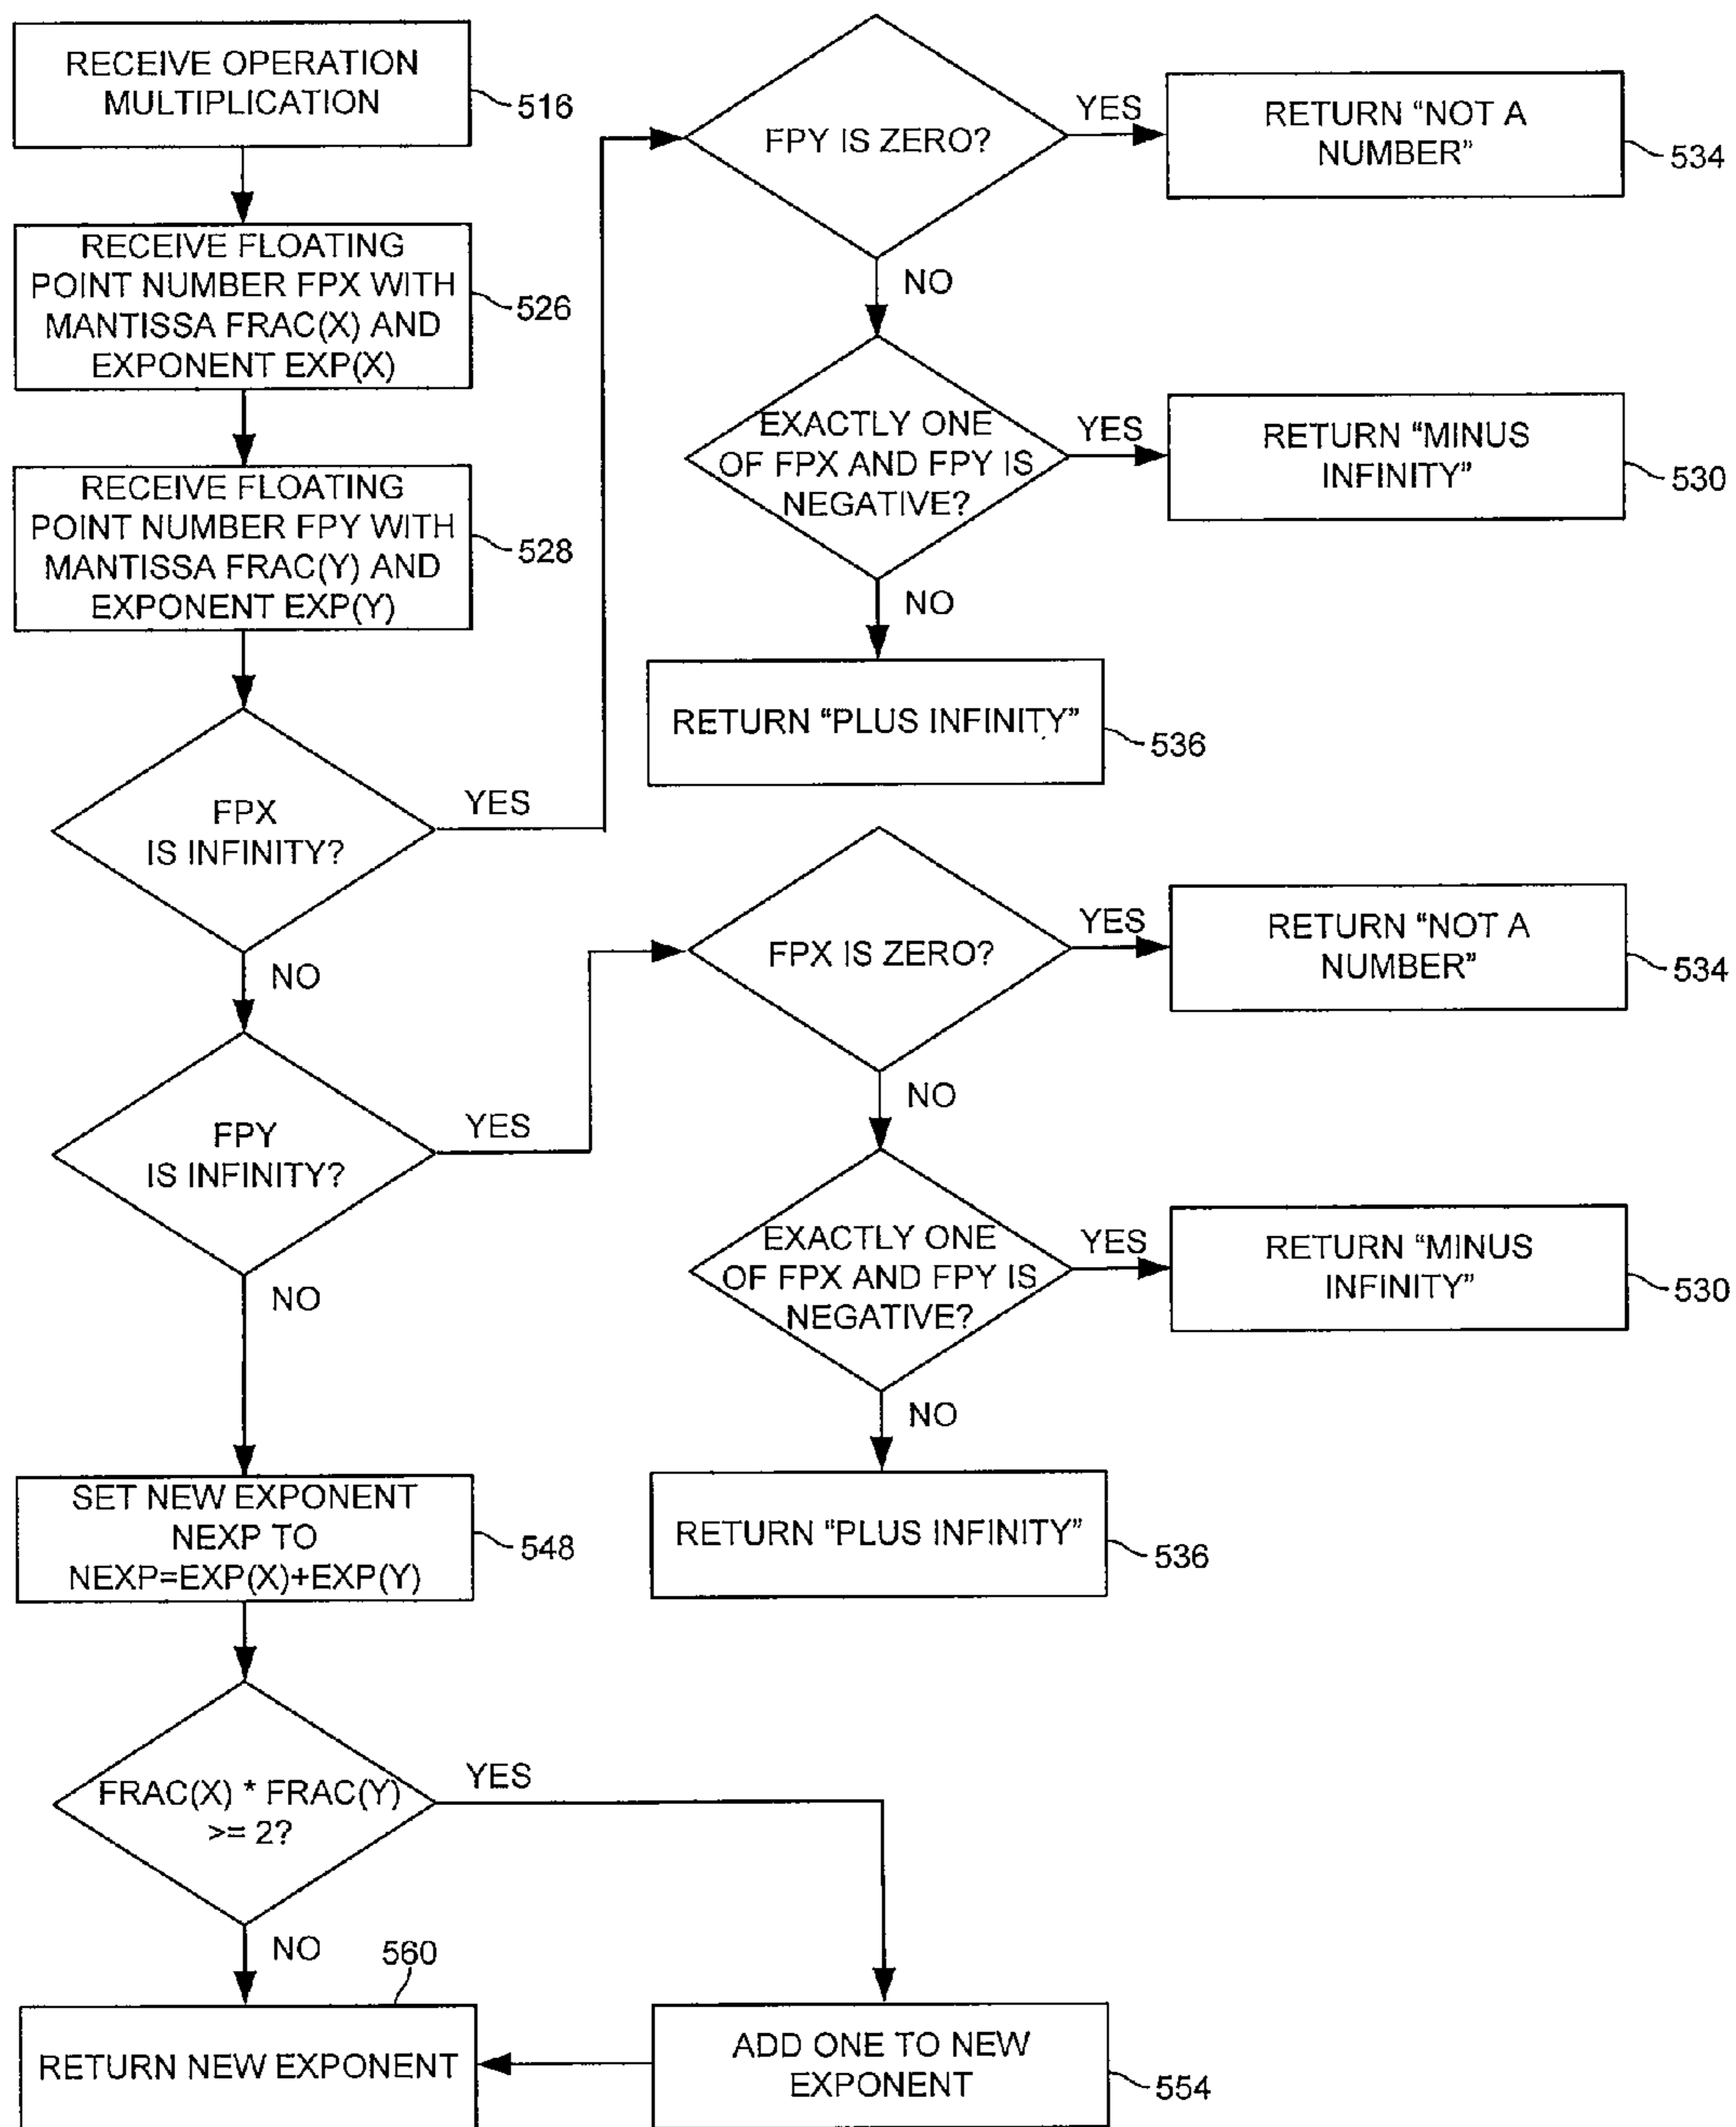 RECEIVE OPERATION
MULTIPLICATION
516
RECEIVE FLOATING
POINT NUMBER FPX WITH
MANTISSA FRAC(X) AND
EXPONENT EXP(X)
526
RECEIVE FLOATING
POINT NUMBER FPY WITH
MANTISSA FRAC(Y) AND
EXPONENT EXP(Y)
528
FPX
IS INFINITY?
YES
NO
FPY IS ZERO?
YES
RETURN “NOT A
NUMBER”
534
NO
EXACTLY ONE
OF FPX AND FPY IS
NEGATIVE?
YES
RETURN “MINUS
INFINITY”
530
NO
RETURN “PLUS INFINITY”
536
FPY
IS INFINITY?
YES
NO
FPX IS ZERO?
YES
RETURN “NOT A
NUMBER”
534
NO
EXACTLY ONE
OF FPX AND FPY IS
NEGATIVE?
YES
RETURN “MINUS
INFINITY”
530
NO
RETURN “PLUS INFINITY”
536
SET NEW EXPONENT
NEXP TO
NEXP=EXP(X)+EXP(Y)
548
FRAC(X) * FRAC(Y)
>= 2?
YES
NO
560
RETURN NEW EXPONENT
ADD ONE TO NEW
EXPONENT
554